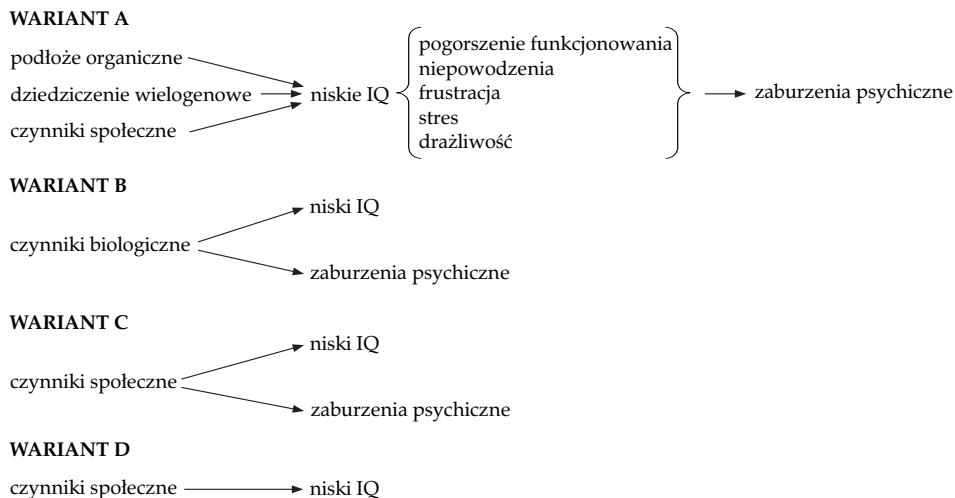 WARIANT A
podłoże organiczne
dziedziczenie wielogenowe
czynniki społeczne
niskie IQ
pogorszenie funkcjonowania
niepowodzenia
frustracja
stres
drażliwość
zaburzenia psychiczne
WARIANT B
czynniki biologiczne
niski IQ
zaburzenia psychiczne
WARIANT C
czynniki społeczne
niski IQ
zaburzenia psychiczne
WARIANT D
czynniki społeczne
niski IQ